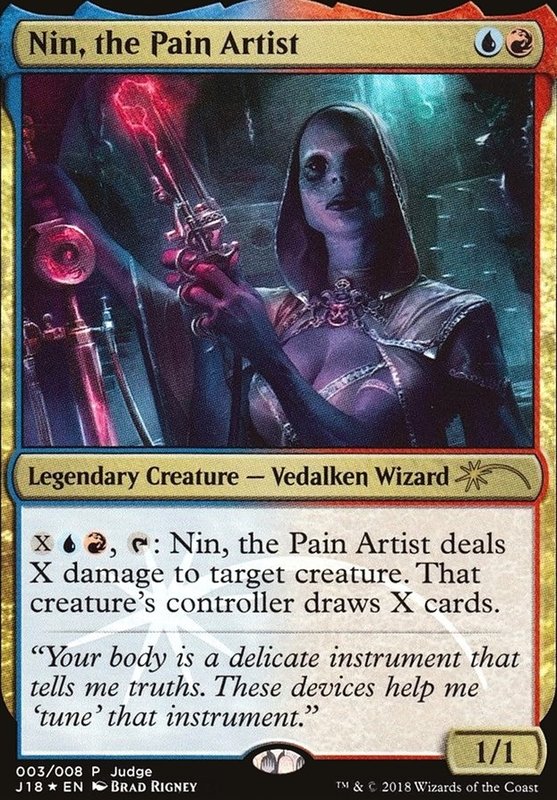 Nin, the Pain Artist
Legendary Creature — Vedalken Wizard
X, : Nin, the Pain Artist deals
X damage to target creature. That
creature's controller draws X cards.
“Your body is a delicate instrument that
tells me truths. These devices help me
‘tune’ that instrument.”
1/1
003/008 P Judge
J18 ★ EN Brad Rigney
™ & © 2018 Wizards of the Coast